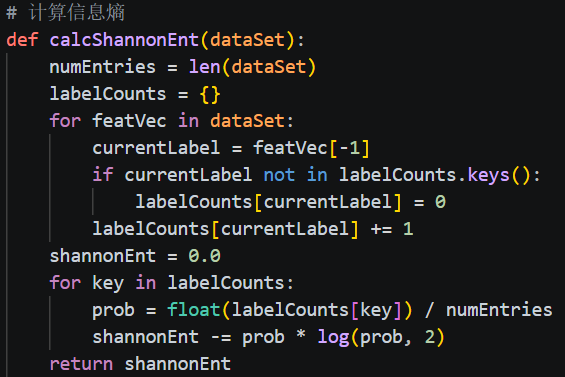 # 计算信息熵
def calcShannonEnt(dataSet):
    numEntries = len(dataSet)
    labelCounts = {}
    for featVec in dataSet:
        currentLabel = featVec[-1]
        if currentLabel not in labelCounts.keys():
            labelCounts[currentLabel] = 0
        labelCounts[currentLabel] += 1
    shannonEnt = 0.0
    for key in labelCounts:
        prob = float(labelCounts[key]) / numEntries
        shannonEnt -= prob * log(prob, 2)
    return shannonEnt